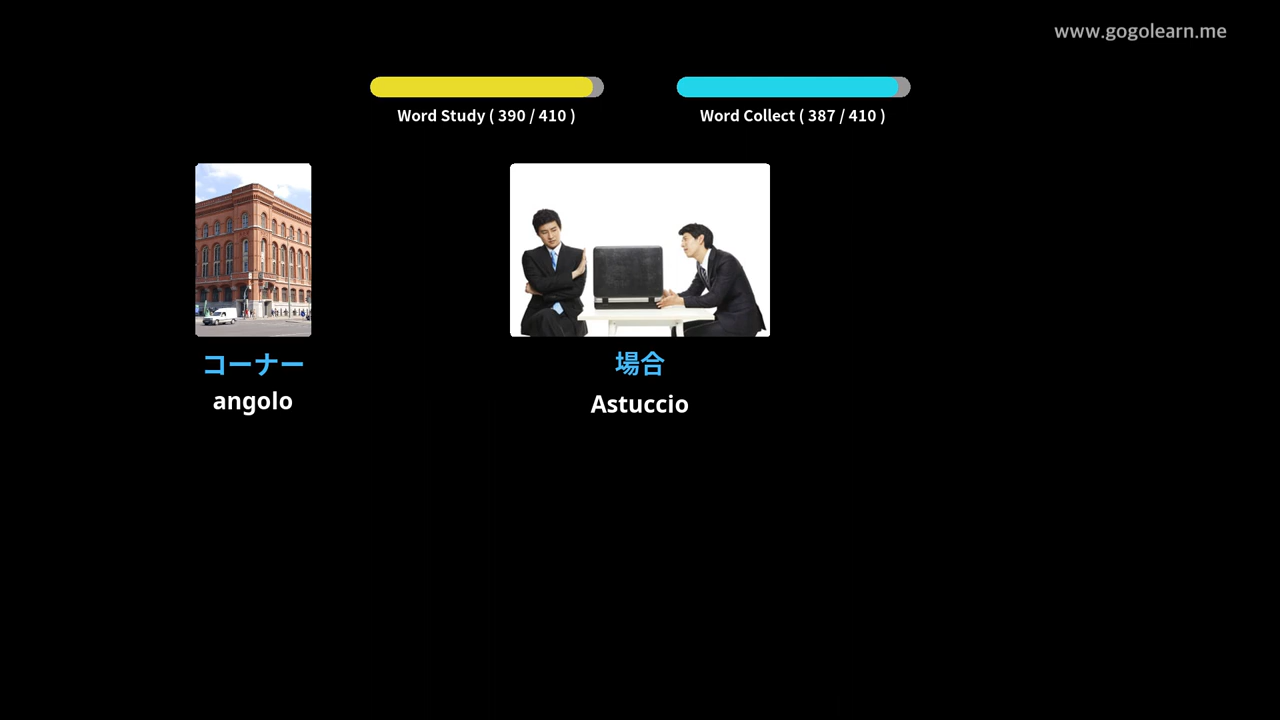 www.gogolearn.me
Word Study ( 390 / 410 )
Word Collect ( 387 / 410 )
コーナー
angolo
場合
Astuccio